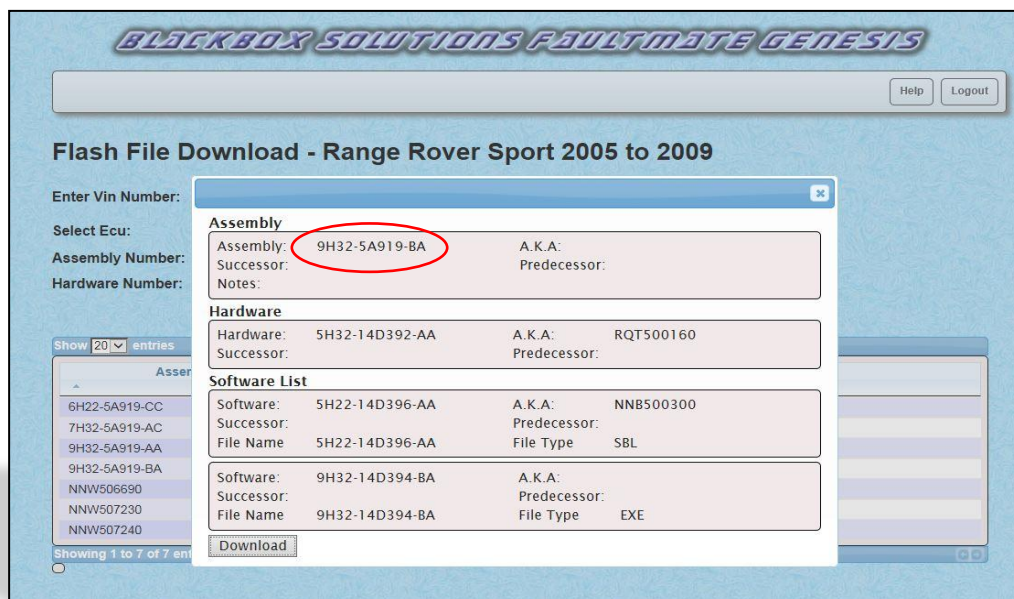 BLACKBOX SOLUTIONS FAULTMATE GENESIS
Help Logout
Flash File Download - Range Rover Sport 2005 to 2009
Enter Vin Number:
Select Ecu:
Assembly Number:
Hardware Number:
Show 20 entries
Assem
6H22-5A919-CC
7H32-5A919-AC
9H32-5A919-AA
9H32-5A919-BA
NNW506690
NNW507230
NNW507240
Showing 1 to 7 of 7 ent
Assembly
Assembly: 9H32-5A919-BA A.K.A:
Successor: Predecessor:
Notes:
Hardware
Hardware: 5H32-14D392-AA A.K.A: RQT500160
Successor: Predecessor:
Software List
Software: 5H22-14D396-AA A.K.A: NNB500300
Successor: Predecessor:
File Name 5H22-14D396-AA File Type SBL
Software: 9H32-14D394-BA A.K.A:
Successor: Predecessor:
File Name 9H32-14D394-BA File Type EXE
Download